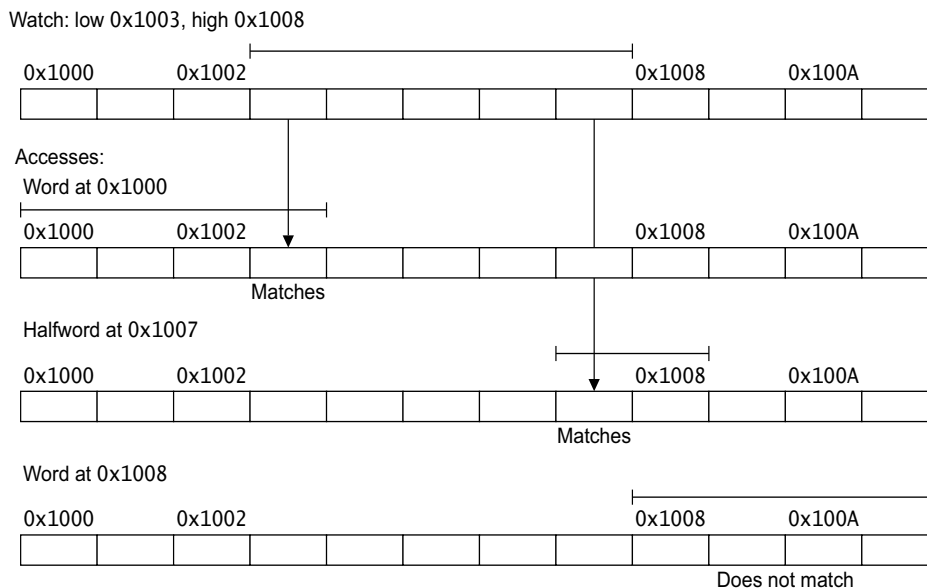 Watch: low 0x1003, high 0x1008
0x1000 0x1002 0x1008 0x100A
Accesses:
Word at 0x1000
0x1000 0x1002 0x1008 0x100A
Matches
Halfword at 0x1007
0x1000 0x1002 0x1008 0x100A
Matches
Word at 0x1008
0x1000 0x1002 0x1008 0x100A
Does not match